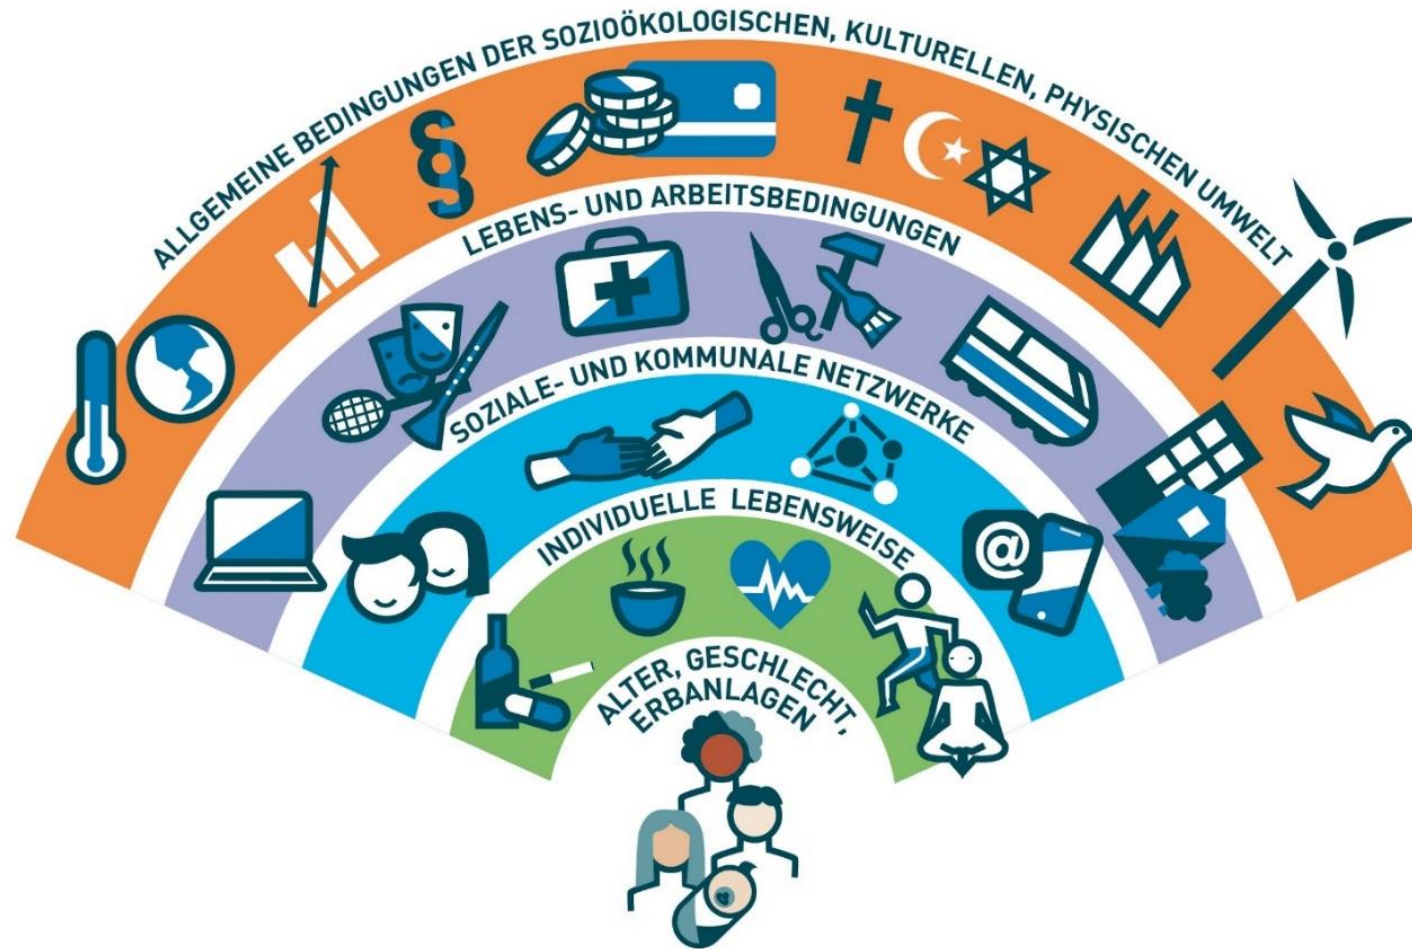 ALLGEMEINE BEDINGUNGEN DER SOZIOÖKOLOGISCHEN, KULTURELLEN, PHYSISCHEN UMWELT
§
LEBENS- UND ARBEITSBEDINGUNGEN
SOZIALE- UND KOMMUNALE NETZWERKE
INDIVIDUELLE LEBENSWEISE
@
ALTER, GESCHLECHT,
ERBANLAGEN